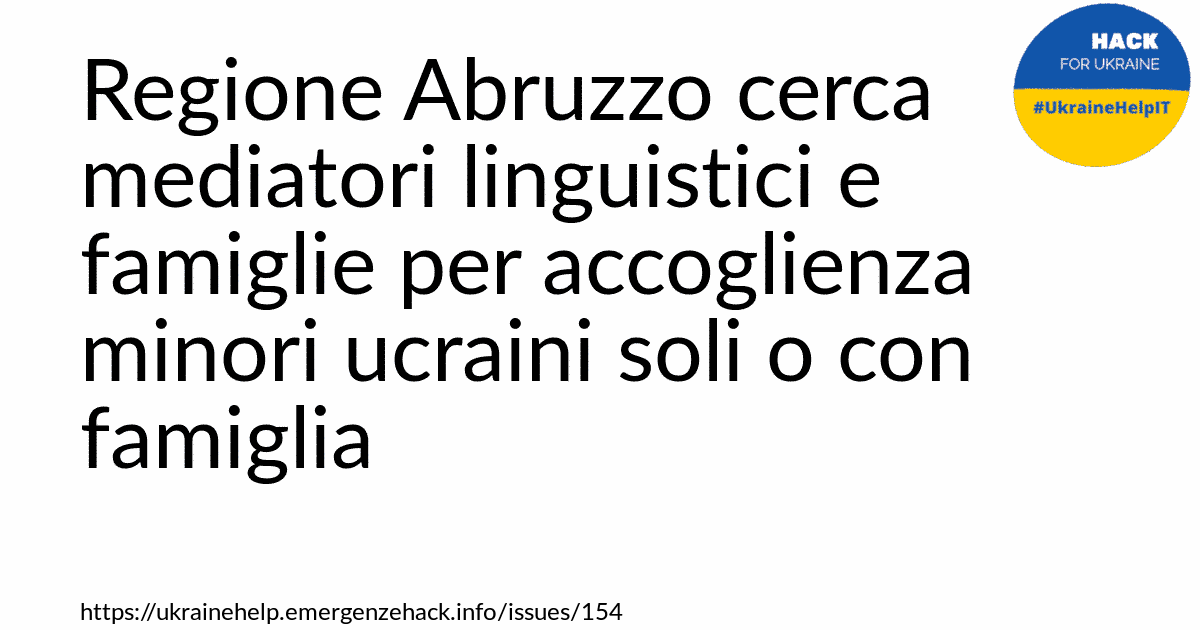 Regione Abruzzo cerca
mediatori linguistici e
famiglie per accoglienza
minori ucraini soli o con
famiglia
HACK
FOR UKRAINE
#UkraineHelpIT
https://ukrainehelp.emergenzehack.info/issues/154